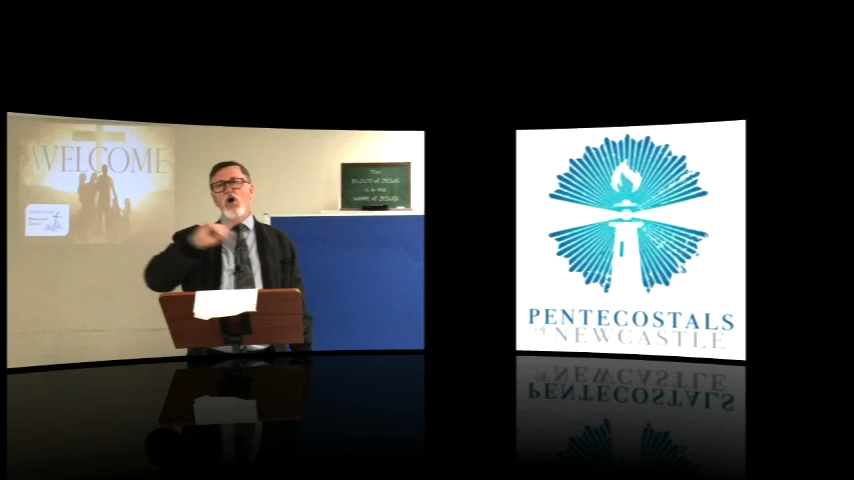 WELCOME
The
BLOOD of JESUS
is in the
NAME of JESUS!
PENTECOSTALS
OF NEWCASTLE